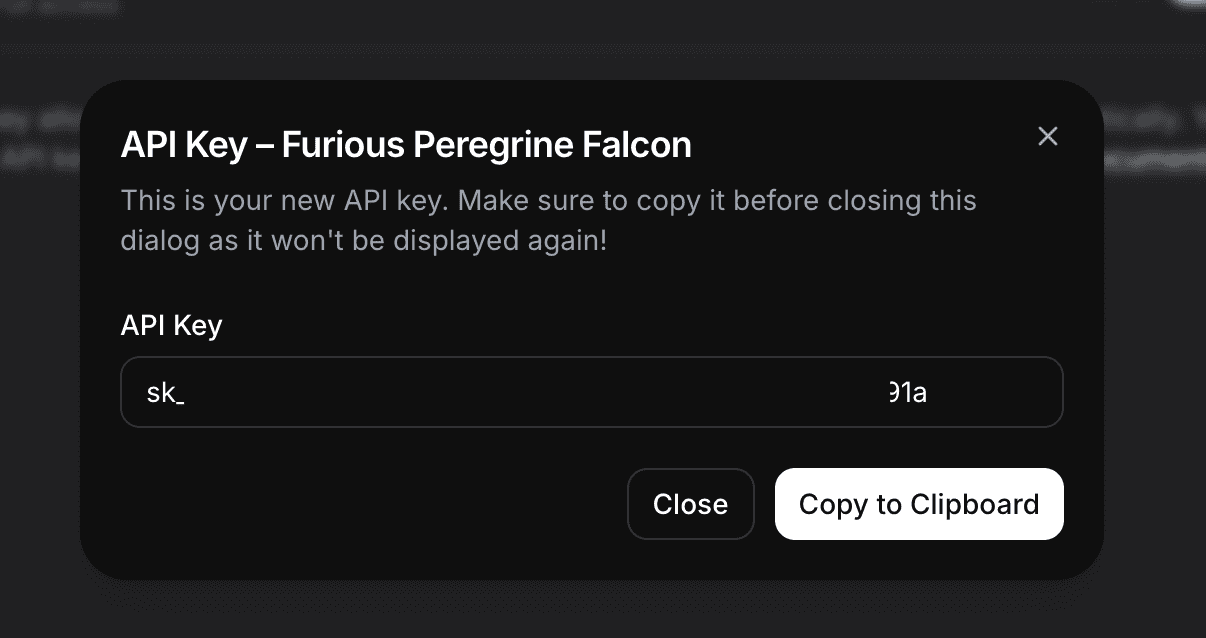 API Key – Furious Peregrine Falcon
This is your new API key. Make sure to copy it before closing this
dialog as it won't be displayed again!
API Key
sk_ 91a
Close
Copy to Clipboard